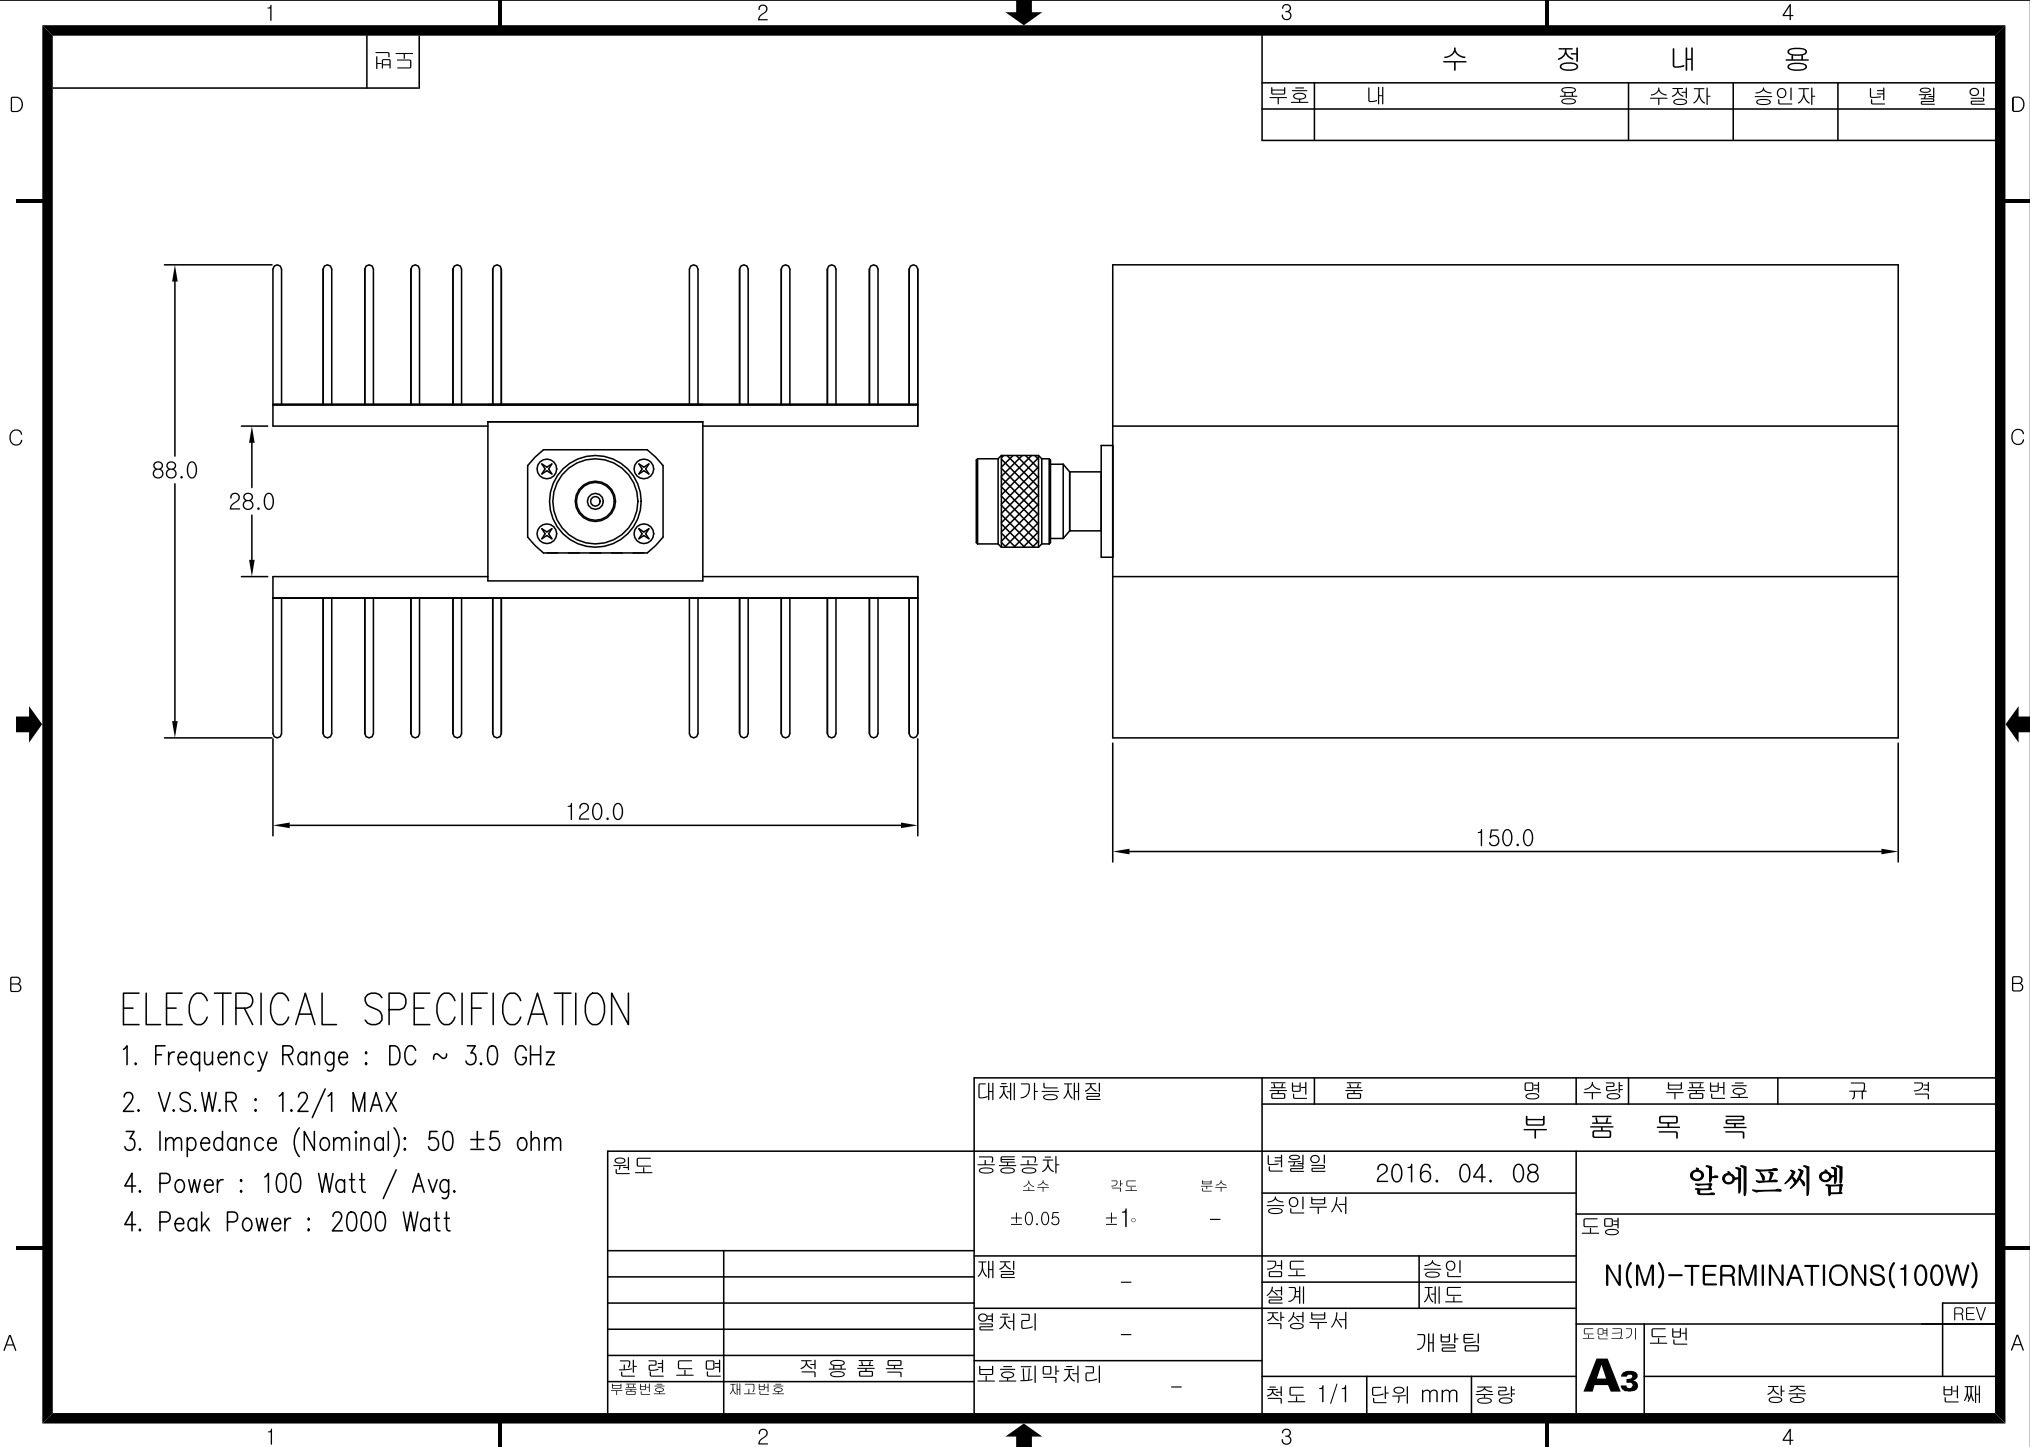 1 2 3 4
도번
수 정 내 용
부호 내 용 수정자 승인자 년 월 일
D D
C C
88.0
28.0
120.0
150.0
B B
ELECTRICAL SPECIFICATION
1. Frequency Range : DC ~ 3.0 GHz
2. V.S.W.R : 1.2/1 MAX
3. Impedance (Nominal): 50 ±5 ohm
4. Power : 100 Watt / Avg.
4. Peak Power : 2000 Watt
대체가능재질
품번 품 명 수량 부품번호 규 격
부 품 목 록
원도
공통공차
소수 각도 분수
±0.05 ±1° –
년월일 2016. 04. 08
승인부서
알에프씨엠
도명
N(M)-TERMINATIONS(100W)
재질 –
검도 승인
설계 제도
열처리 –
작성부서
개발팀
REV
도면크기 도번
A3
관 련 도 면 적 용 품 목
부품번호 재고번호
보호피막처리 –
척도 1/1 단위 mm 중량
장중 번째
A A
1 2 3 4